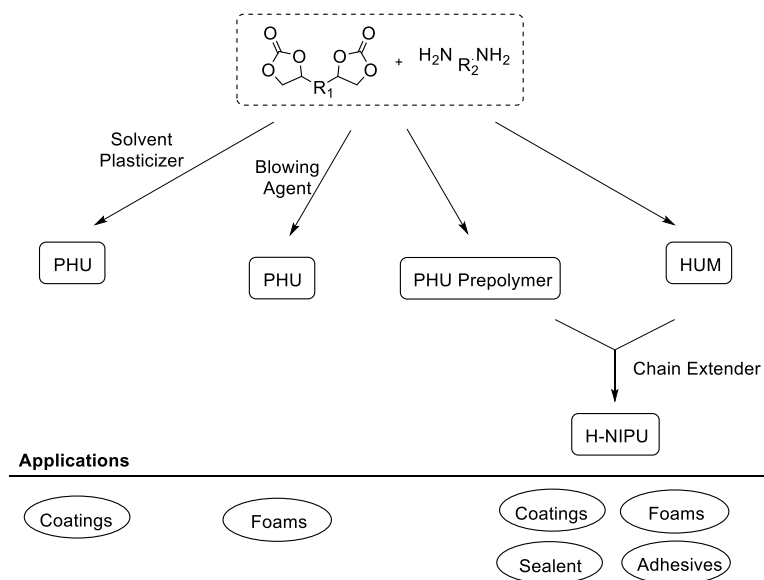 O O
O O O O
R1
+
H2N R2 NH2
Solvent
Plasticizer
Blowing
Agent
PHU
PHU
PHU Prepolymer
HUM
Chain Extender
H-NIPU
Applications
Coatings
Foams
Coatings
Foams
Sealent
Adhesives